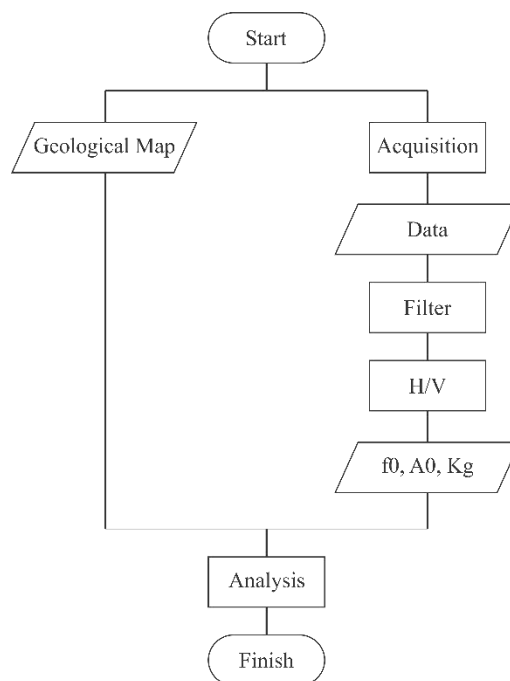 Start
Geological Map
Acquisition
Data
Filter
H/V
f0, A0, Kg
Analysis
Finish